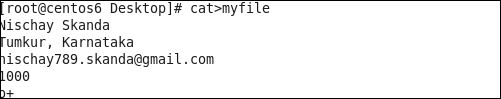 [root@centos6 Desktop]# cat>myfile
Nischay Skanda
Tumkur, Karnataka
nischay789.skanda@gmail.com
1000
o+